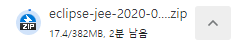 eclipse-jee-2020-0....zip
ZIP
17.4/382MB, 2분 남음